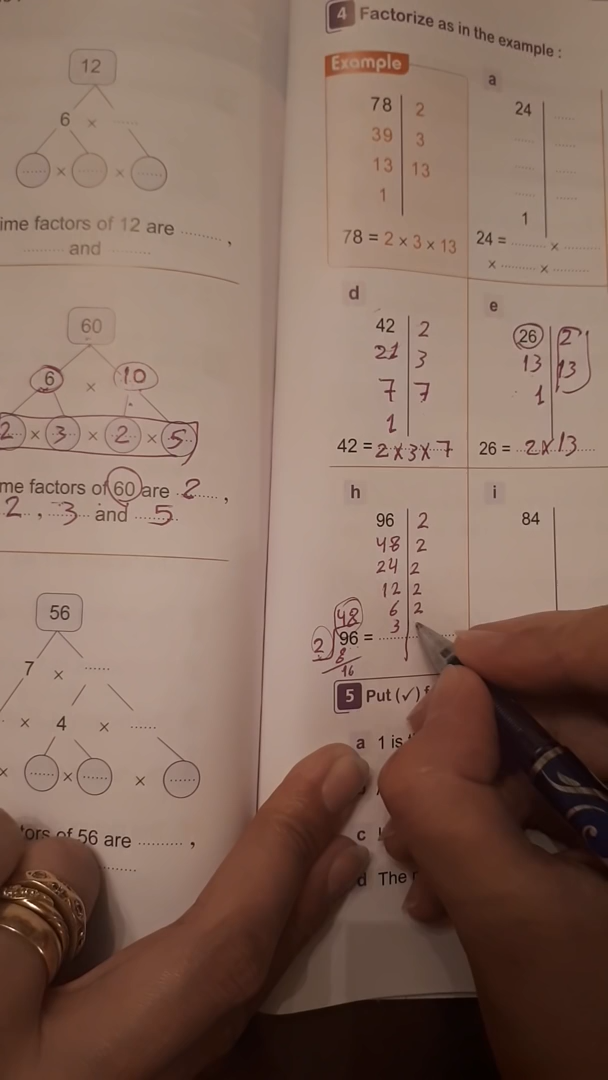 12
6 × ......
...... × ...... × ......
ime factors of 12 are ........ ,
........ and ........
60
6 × 10
2 × 3 × 2 × 5
me factors of 60 are 2 ,
2 , 3 and 5
56
7 × ......
× 4 × ......
× ...... × ...... × ......
tors of 56 are ......... ,
4 Factorize as in the example :
Example
78 2
39 3
13 13
1
78 = 2 × 3 × 13
a
24 ......
...... ......
...... ......
...... ......
1
24 = ......... × .........
× ......... × .........
d
42 2
21 3
7 7
1
42 = 2 × 3 × 7
e
26 2
13 13
1
26 = 2 × 13
h
96 2
48 2
24 2
12 2
6 2
3
96 = ......
48
2
8
16
i
84
5 Put (✓)
a 1 is
c
d The